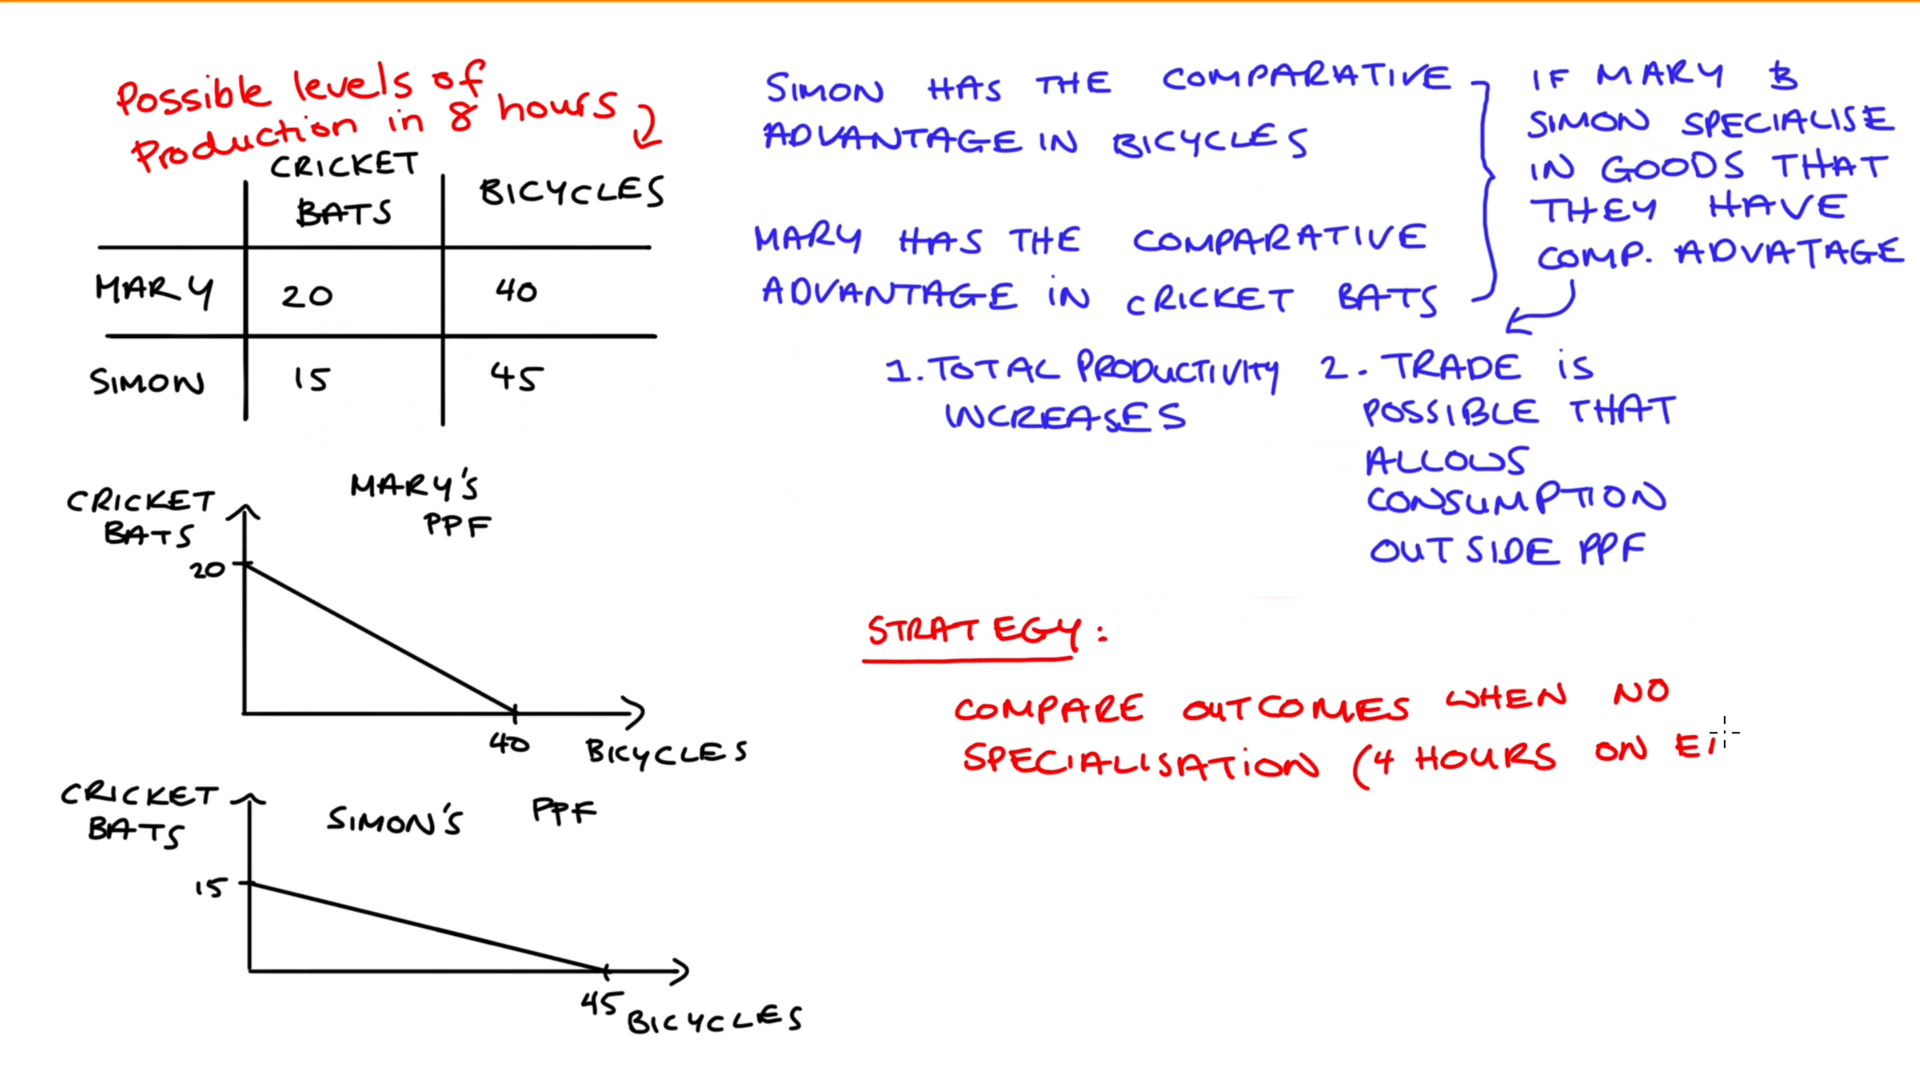 Possible levels of
Production in 8 hours
CRICKET
BATS
BICYCLES
MARY 20 40
SIMON 15 45
CRICKET
BATS
MARY'S
PPF
20
40
BICYCLES
CRICKET
BATS
SIMON'S PPF
15
45
BICYCLES
SIMON HAS THE COMPARATIVE
ADVANTAGE IN BICYCLES
MARY HAS THE COMPARATIVE
ADVANTAGE IN CRICKET BATS
IF MARY &
SIMON SPECIALISE
IN GOODS THAT
THEY HAVE
COMP. ADVATAGE
1. TOTAL PRODUCTIVITY
INCREASES
2. TRADE IS
POSSIBLE THAT
ALLOWS
CONSUMPTION
OUTSIDE PPF
STRATEGY:
COMPARE OUTCOMES WHEN NO
SPECIALISATION (4 HOURS ON